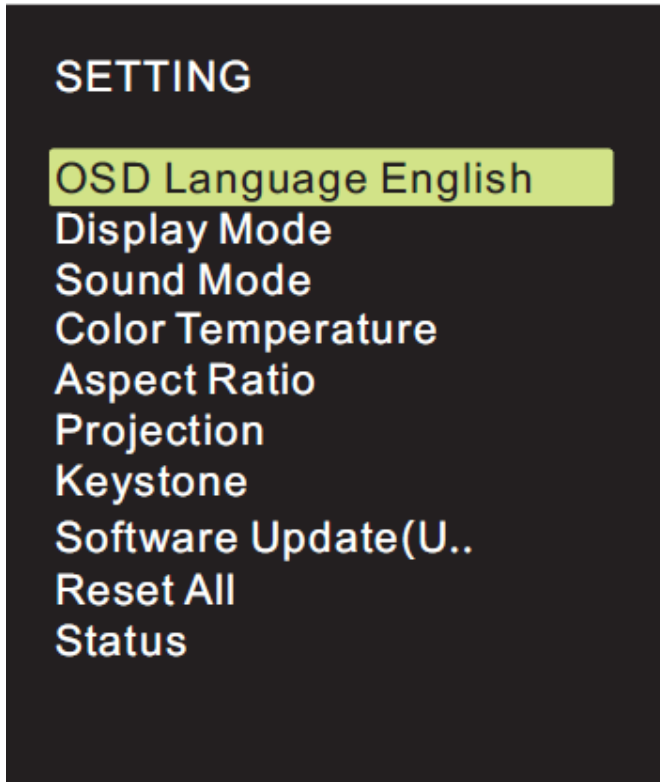 SETTING
OSD Language English
Display Mode
Sound Mode
Color Temperature
Aspect Ratio
Projection
Keystone
Software Update(U..
Reset All
Status